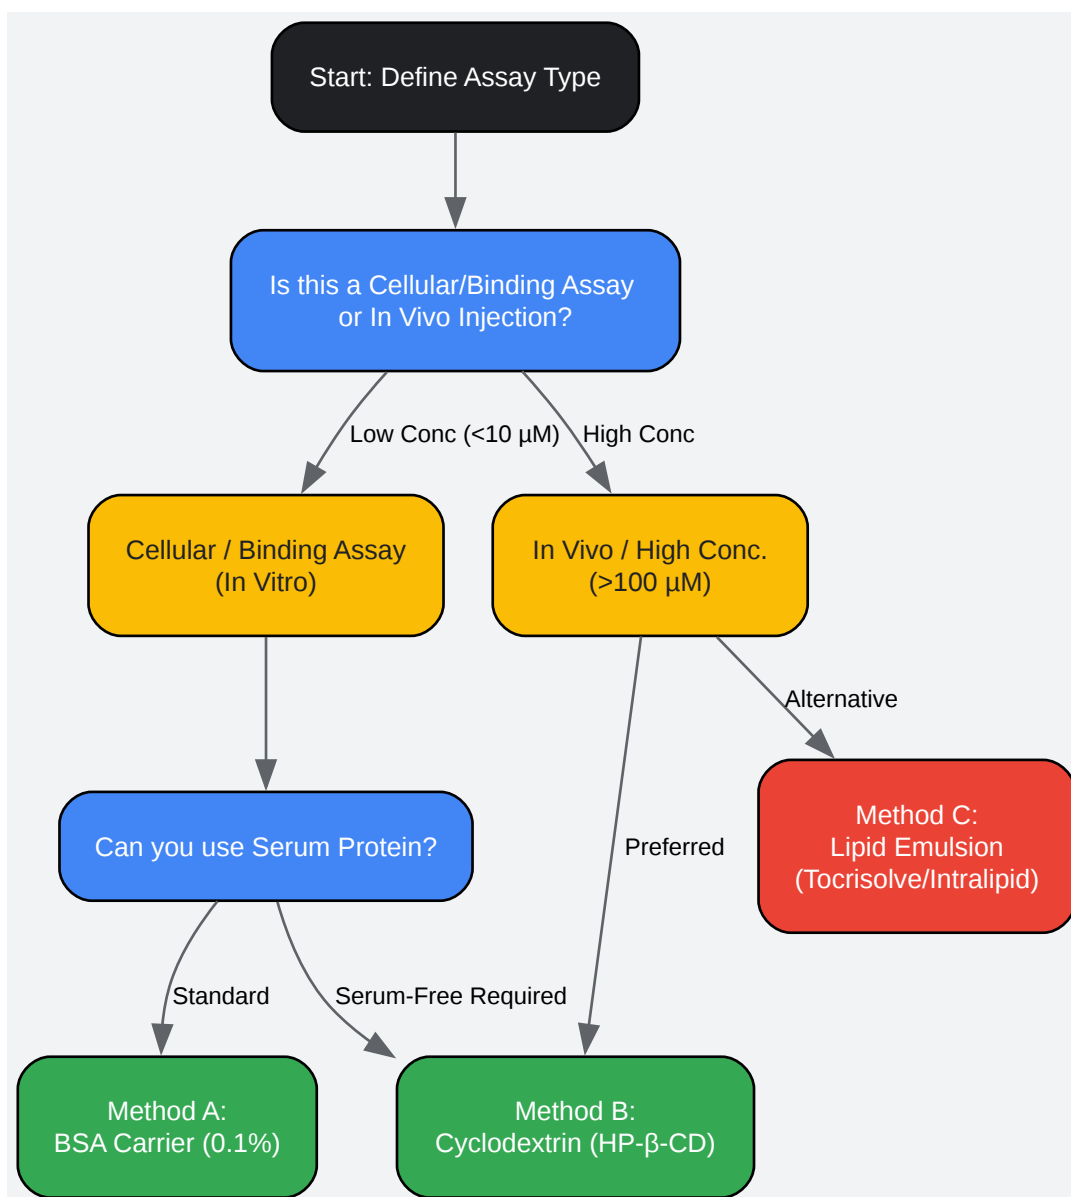 Start: Define Assay Type
Is this a Cellular/Binding Assay
or In Vivo Injection?
Low Conc (<10 µM)
High Conc
Cellular / Binding Assay
(In Vitro)
In Vivo / High Conc.
(>100 µM)
Alternative
Can you use Serum Protein?
Preferred
Method C:
Lipid Emulsion
(Tocrisolve/Intralipid)
Standard
Serum-Free Required
Method A:
BSA Carrier (0.1%)
Method B:
Cyclodextrin (HP-β-CD)